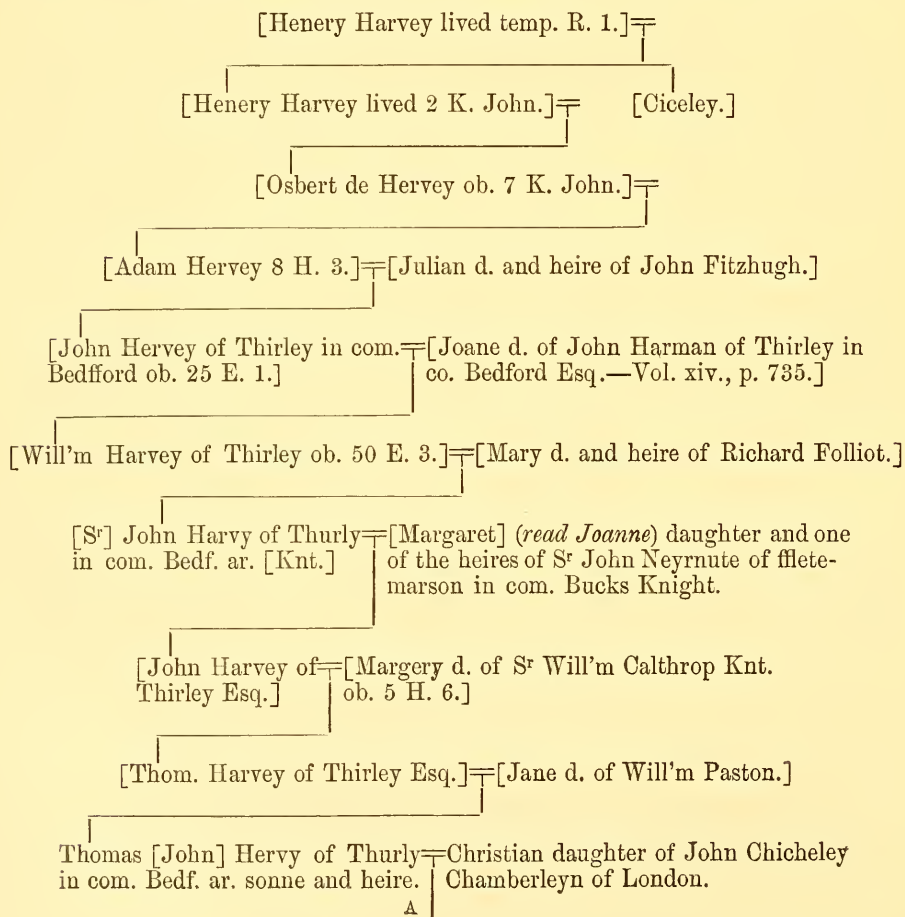 [Henery Harvey lived temp. R. 1.]
[Henery Harvey lived 2 K. John.] [Ciceley.]
[Osbert de Hervey ob. 7 K. John.]
[Adam Hervey 8 H. 3.] [Julian d. and heire of John Fitzhugh.]
[John Hervey of Thirley in com. [Joane d. of John Harman of Thirley in
Bedfford ob. 25 E. 1.] co. Bedford Esq.—Vol. xiv., p. 735.]
[Will'm Harvey of Thirley ob. 50 E. 3.] [Mary d. and heire of Richard Folliot.]
[Sr] John Harvy of Thurly [Margaret] (read Joanne) daughter and one
in com. Bedf. ar. [Knt.] of the heires of Sr John Neyrnute of fflete-
marson in com. Bucks Knight.
[John Harvey of [Margery d. of Sr Will'm Calthrop Knt.
Thirley Esq.] ob. 5 H. 6.]
[Thom. Harvey of Thirley Esq.] [Jane d. of Will'm Paston.]
Thomas [John] Hervy of Thurly Christian daughter of John Chicheley
in com. Bedf. ar. sonne and heire. Chamberleyn of London.
A